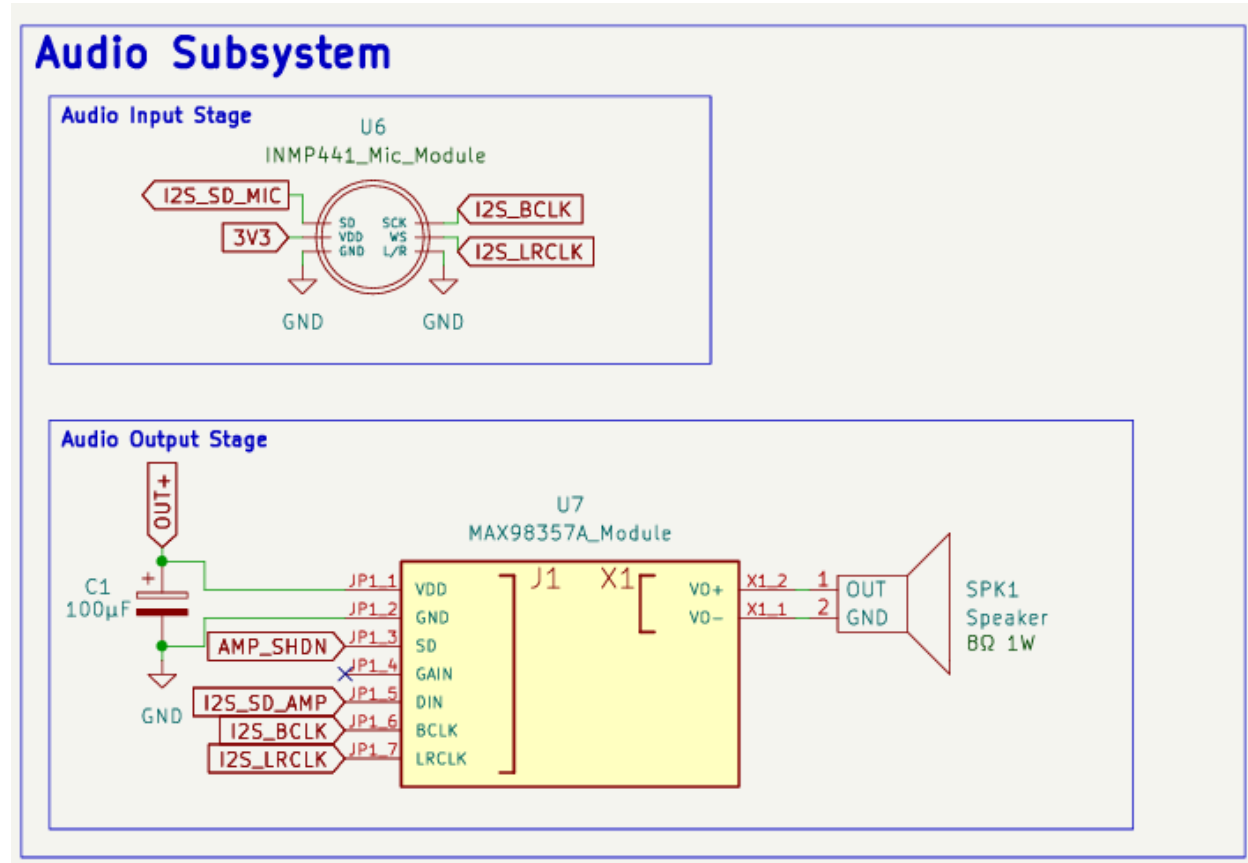 Audio Subsystem
Audio Input Stage
U6
INMP441_Mic_Module
I2S_SD_MIC
I2S_BCLK
SD SCK
3V3
VDD WS
I2S_LRCLK
GND L/R
GND GND
Audio Output Stage
OUT+
U7
MAX98357A_Module
C1
100µF
+
JP1_1 VDD
J1 X1
VO+ X1_2 1 OUT
SPK1
JP1_2 GND
VO- X1_1 2 GND
Speaker
AMP_SHDN JP1_3 SD
8Ω 1W
JP1_4 GAIN
I2S_SD_AMP JP1_5 DIN
GND
I2S_BCLK JP1_6 BCLK
I2S_LRCLK JP1_7 LRCLK